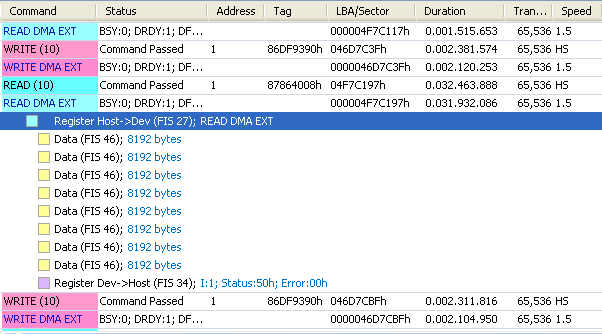 Command Status Address Tag LBA/Sector Duration Tran... Speed
READ DMA EXT BSY:0; DRDY:1; DF... 000004F7C117h 0.001.515.653 65,536 1.5
WRITE (10) Command Passed 1 86DF9390h 046D7C3Fh 0.002.381.574 65,536 HS
WRITE DMA EXT BSY:0; DRDY:1; DF... 0000046D7C3Fh 0.002.120.253 65,536 1.5
READ (10) Command Passed 1 87864008h 04F7C197h 0.032.463.888 65,536 HS
READ DMA EXT BSY:0; DRDY:1; DF... 000004F7C197h 0.031.932.086 65,536 1.5
Register Host->Dev (FIS 27); READ DMA EXT
Data (FIS 46); 8192 bytes
Data (FIS 46); 8192 bytes
Data (FIS 46); 8192 bytes
Data (FIS 46); 8192 bytes
Data (FIS 46); 8192 bytes
Data (FIS 46); 8192 bytes
Data (FIS 46); 8192 bytes
Data (FIS 46); 8192 bytes
Register Dev->Host (FIS 34); I:1; Status:50h; Error:00h
WRITE (10) Command Passed 1 86DF9390h 046D7CBFh 0.002.311.816 65,536 HS
WRITE DMA EXT BSY:0; DRDY:1; DF... 0000046D7CBFh 0.002.104.950 65,536 1.5